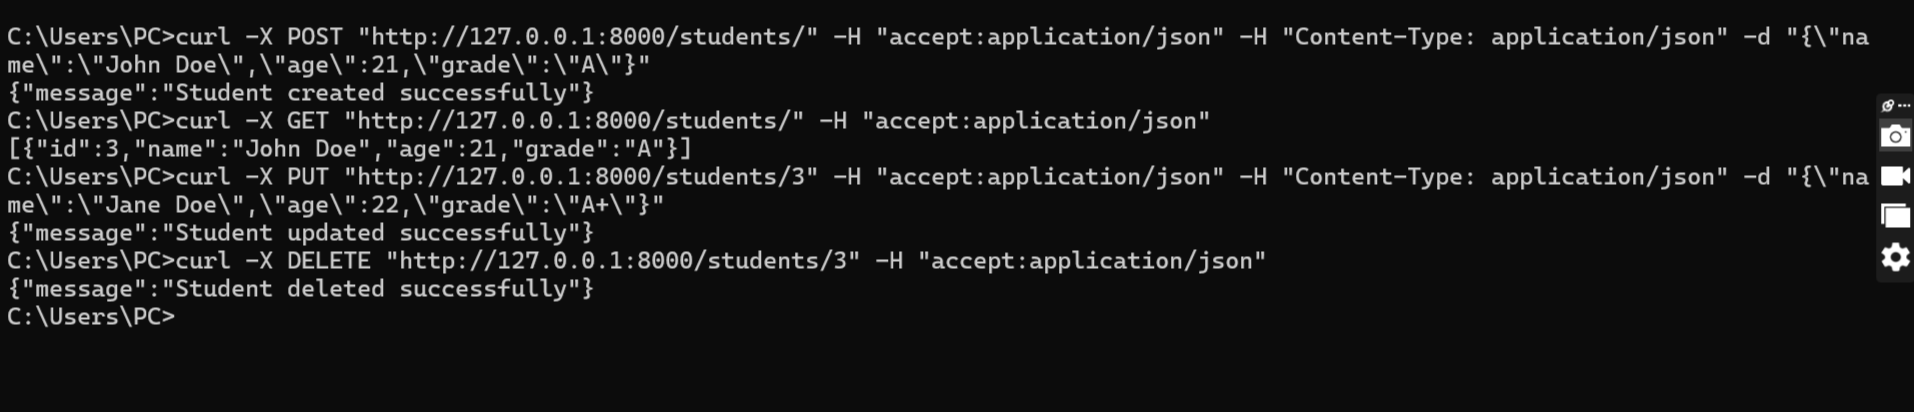 C:\Users\PC>curl -X POST "http://127.0.0.1:8000/students/" -H "accept:application/json" -H "Content-Type: application/json" -d "{\"na
me\":\"John Doe\",\"age\":21,\"grade\":\"A\"}"
{"message":"Student created successfully"}
C:\Users\PC>curl -X GET "http://127.0.0.1:8000/students/" -H "accept:application/json"
[{"id":3,"name":"John Doe","age":21,"grade":"A"}]
C:\Users\PC>curl -X PUT "http://127.0.0.1:8000/students/3" -H "accept:application/json" -H "Content-Type: application/json" -d "{\"na
me\":\"Jane Doe\",\"age\":22,\"grade\":\"A+\"}"
{"message":"Student updated successfully"}
C:\Users\PC>curl -X DELETE "http://127.0.0.1:8000/students/3" -H "accept:application/json"
{"message":"Student deleted successfully"}
C:\Users\PC>